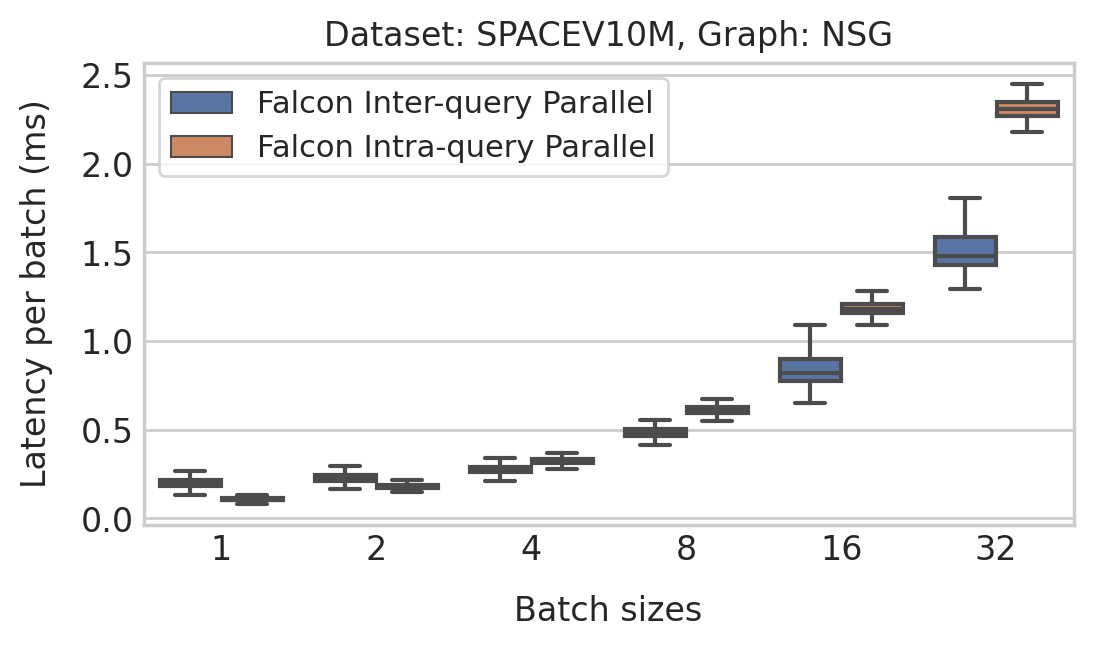 Dataset: SPACEV10M, Graph: NSG
Falcon Inter-query Parallel
Falcon Intra-query Parallel
Latency per batch (ms)
2.5
2.0
1.5
1.0
0.5
0.0
1 2 4 8 16 32
Batch sizes